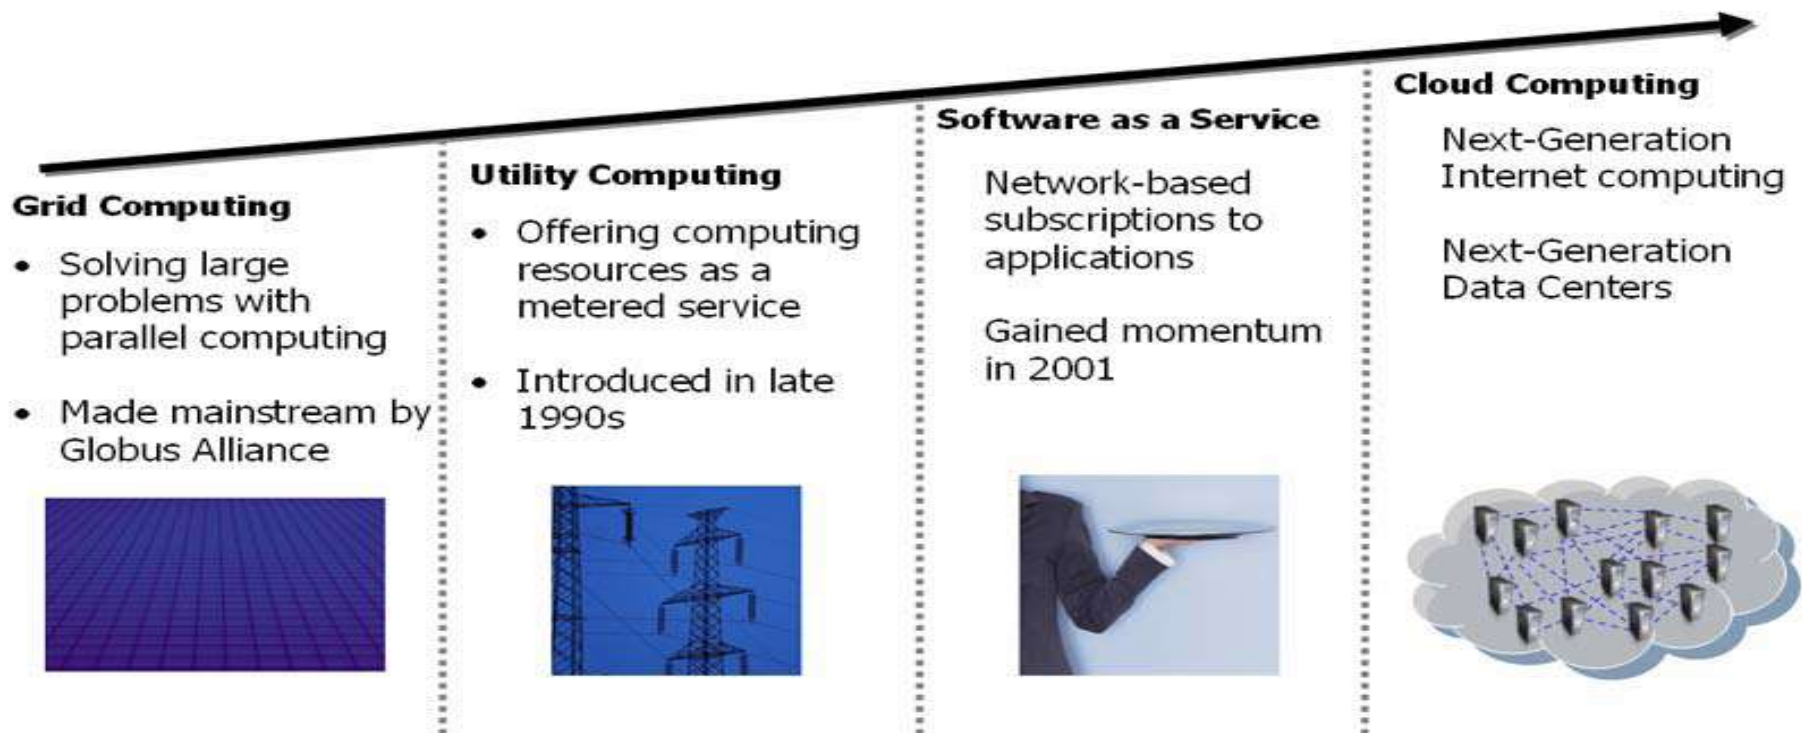 Grid Computing
• Solving large
problems with
parallel computing
• Made mainstream by
Globus Alliance
Utility Computing
• Offering computing
resources as a
metered service
• Introduced in late
1990s
Software as a Service
Network-based
subscriptions to
applications
Gained momentum
in 2001
Cloud Computing
Next-Generation
Internet computing
Next-Generation
Data Centers